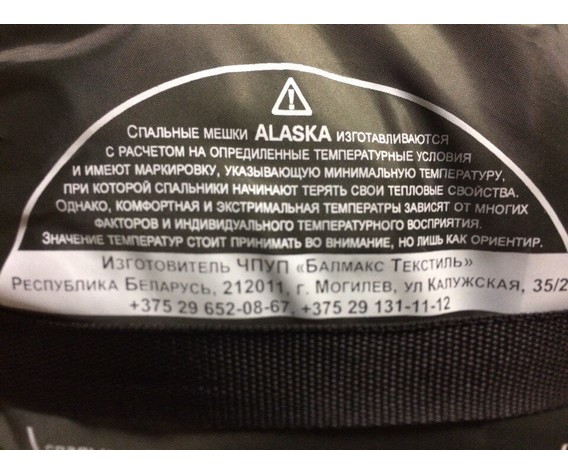 Спальные мешки ALASKA изготавливаются
с расчетом на опредиленные температурные условия
и имеют маркировку, указывающую минимальную температуру,
при которой спальники начинают терять свои тепловые свойства.
Однако, комфортная и экстримальная температры зависят от многих
факторов и индивидуального температурного восприятия.
Значение температур стоит принимать во внимание, но лишь как ориентир.
Изготовитель ЧПУП «Балмакс Текстиль»
Республика Беларусь, 212011, г. Могилев, ул Калужская, 35/2
+375 29 652-08-67, +375 29 131-11-12